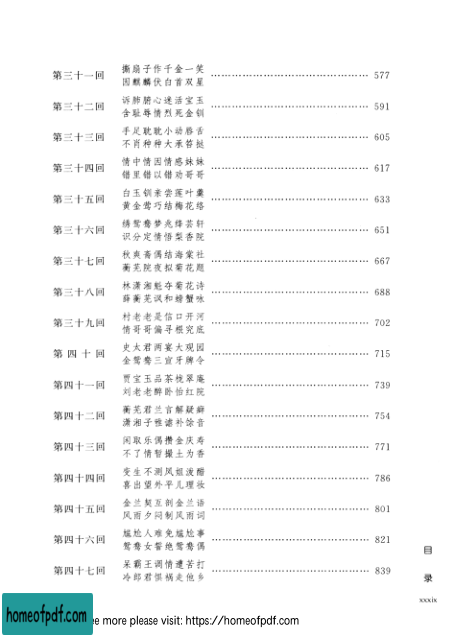 第三十一回 撕扇子作千金一笑
因麒麟伏白首双星 577
第三十二回 诉肺腑心迷活宝玉
含耻辱情烈死金钏 591
第三十三回 手足眈眈小动唇舌
不肖种种大承笞挞 605
第三十四回 情中情因情感妹妹
错里错以错劝哥哥 617
第三十五回 白玉钏亲尝莲叶羹
黄金莺巧结梅花络 633
第三十六回 绣鸳鸯梦兆绛芸轩
识分定情悟梨香院 651
第三十七回 秋爽斋偶结海棠社
蘅芜院夜拟菊花题 667
第三十八回 林潇湘魁夺菊花诗
薛蘅芜讽和螃蟹咏 688
第三十九回 村老老是信口开河
情哥哥偏寻根究底 702
第四十回 史太君两宴大观园
金鸳鸯三宣牙牌令 715
第四十一回 贾宝玉品茶栊翠庵
刘老老醉卧怡红院 739
第四十二回 蘅芜君兰言解疑癖
潇湘子雅谑补馀音 754
第四十三回 闲取乐偶攒金庆寿
不了情暂撮土为香 771
第四十四回 变生不测凤姐泼醋
喜出望外平儿理妆 786
第四十五回 金兰契互剖金兰语
风雨夕闷制风雨词 801
第四十六回 尴尬人难免尴尬事
鸳鸯女誓绝鸳鸯偶 821
第四十七回 呆霸王调情遭苦打
冷郎君惧祸走他乡 839
目
录
xxxix
homeofpdf.com
ee more please visit: https://homeofpdf.com